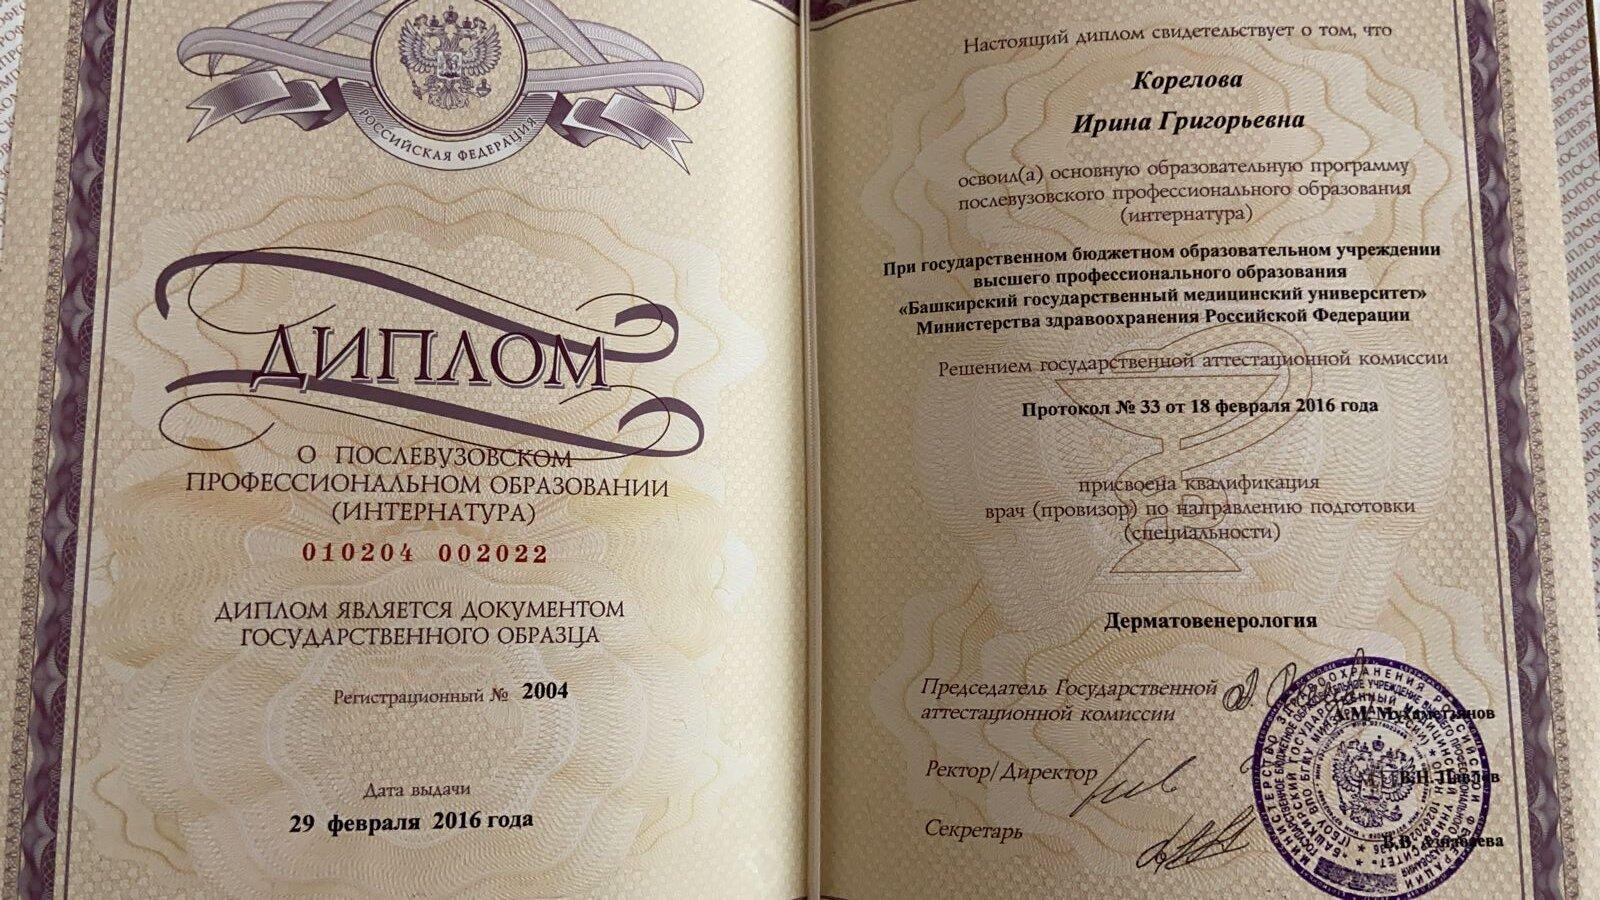 РОССИЙСКАЯ ФЕДЕРАЦИЯ
ДИПЛОМ
О ПОСЛЕВУЗОВСКОМ
ПРОФЕССИОНАЛЬНОМ ОБРАЗОВАНИИ
(ИНТЕРНАТУРА)
010204 002022
ДИПЛОМ ЯВЛЯЕТСЯ ДОКУМЕНТОМ
ГОСУДАРСТВЕННОГО ОБРАЗЦА
Регистрационный № 2004
Дата выдачи
29 февраля 2016 года
Настоящий диплом свидетельствует о том, что
Корелова
Ирина Григорьевна
освоил(а) основную образовательную программу
послевузовского профессионального образования
(интернатура)
При государственном бюджетном образовательном учреждении
высшего профессионального образования
«Башкирский государственный медицинский университет»
Министерства здравоохранения Российской Федерации
Решением государственной аттестационной комиссии
Протокол № 33 от 18 февраля 2016 года
присвоена квалификация
врач (провизор) по направлению подготовки
(специальности)
Дерматовенерология
Председатель Государственной
аттестационной комиссии
А.М. Мухаметзянов
Ректор/Директор
В.Н. Павлов
Секретарь